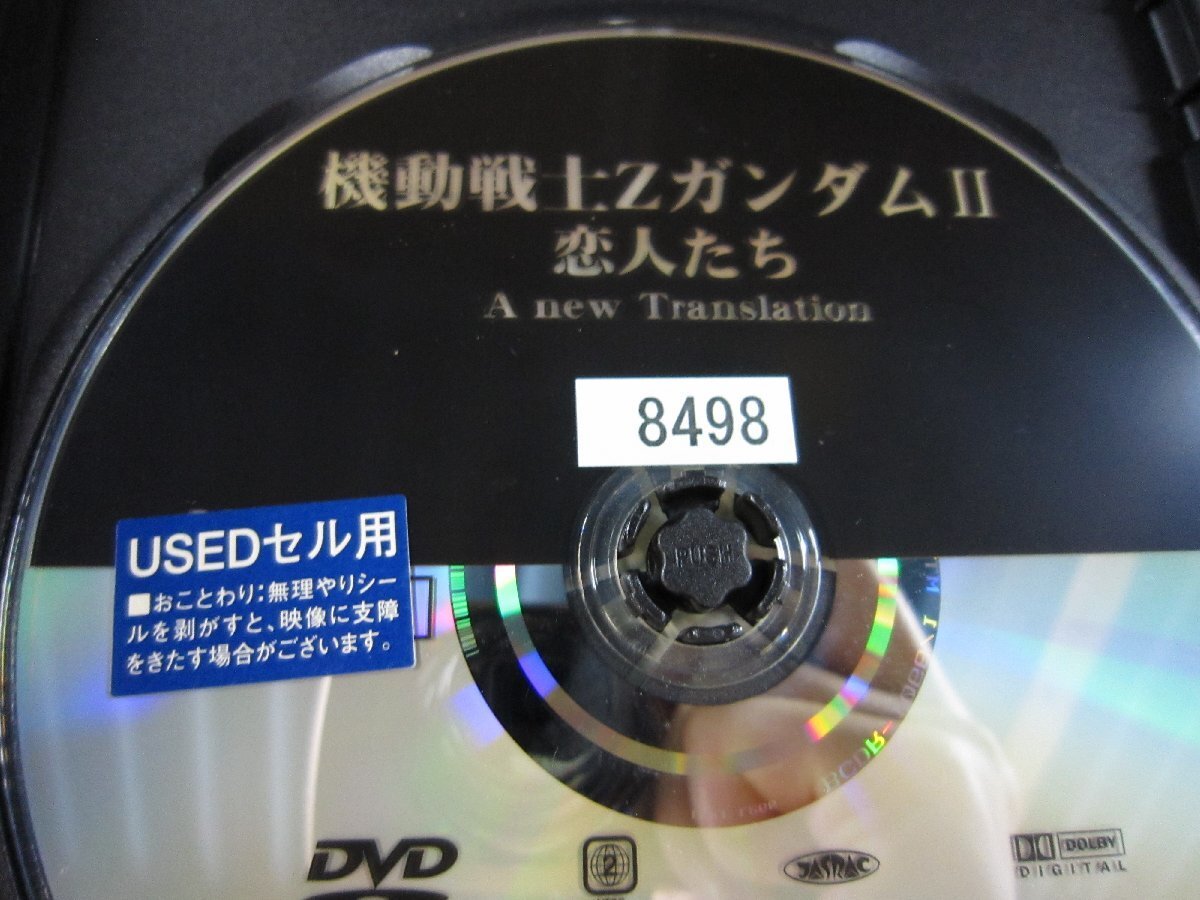 機動戦士ZガンダムII
恋人たち
A new Translation
8498
USEDセル用
■おことわり:無理やりシー
ルを剥がすと、映像に支障
をきたす場合がございます。
PUSH
DVD
2
JASRAC
DOLBY
DIGITAL